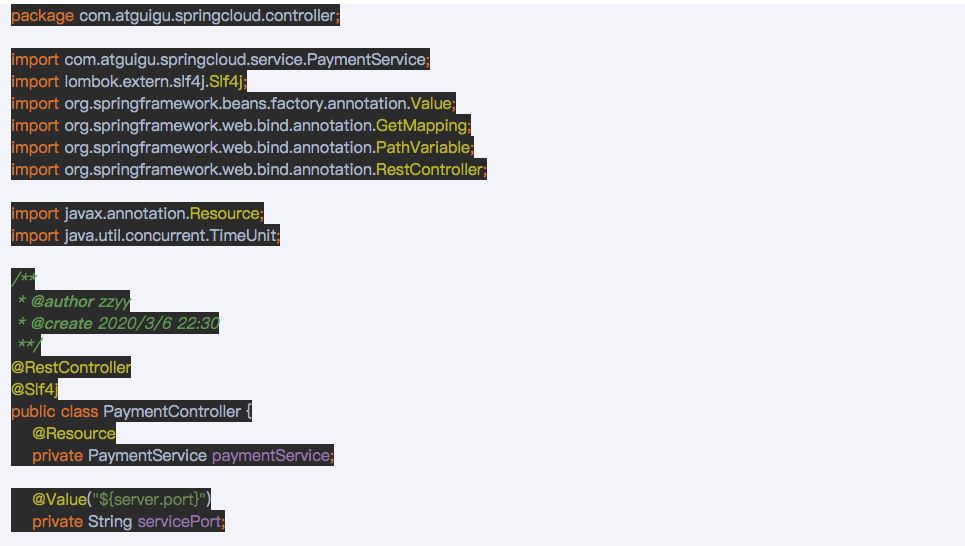 package com.atguigu.springcloud.controller;
import com.atguigu.springcloud.service.PaymentService;
import lombok.extern.slf4j.Slf4j;
import org.springframework.beans.factory.annotation.Value;
import org.springframework.web.bind.annotation.GetMapping;
import org.springframework.web.bind.annotation.PathVariable;
import org.springframework.web.bind.annotation.RestController;
import javax.annotation.Resource;
import java.util.concurrent.TimeUnit;
/**
 * @author zzyy
 * @create 2020/3/6 22:30
 **/
@RestController
@Slf4j
public class PaymentController {
    @Resource
    private PaymentService paymentService;
    @Value("${server.port}")
    private String servicePort;